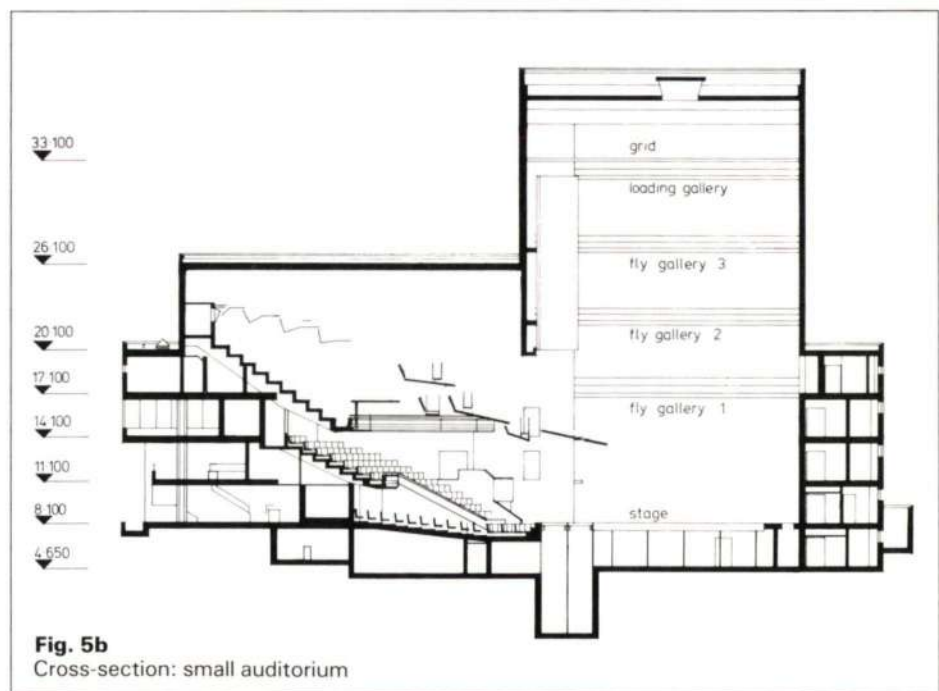 33·100
26·100
20·100
17·100
14·100
11·100
8·100
4·650
grid
loading gallery
fly gallery 3
fly gallery 2
fly gallery 1
stage
Fig. 5b
Cross-section: small auditorium